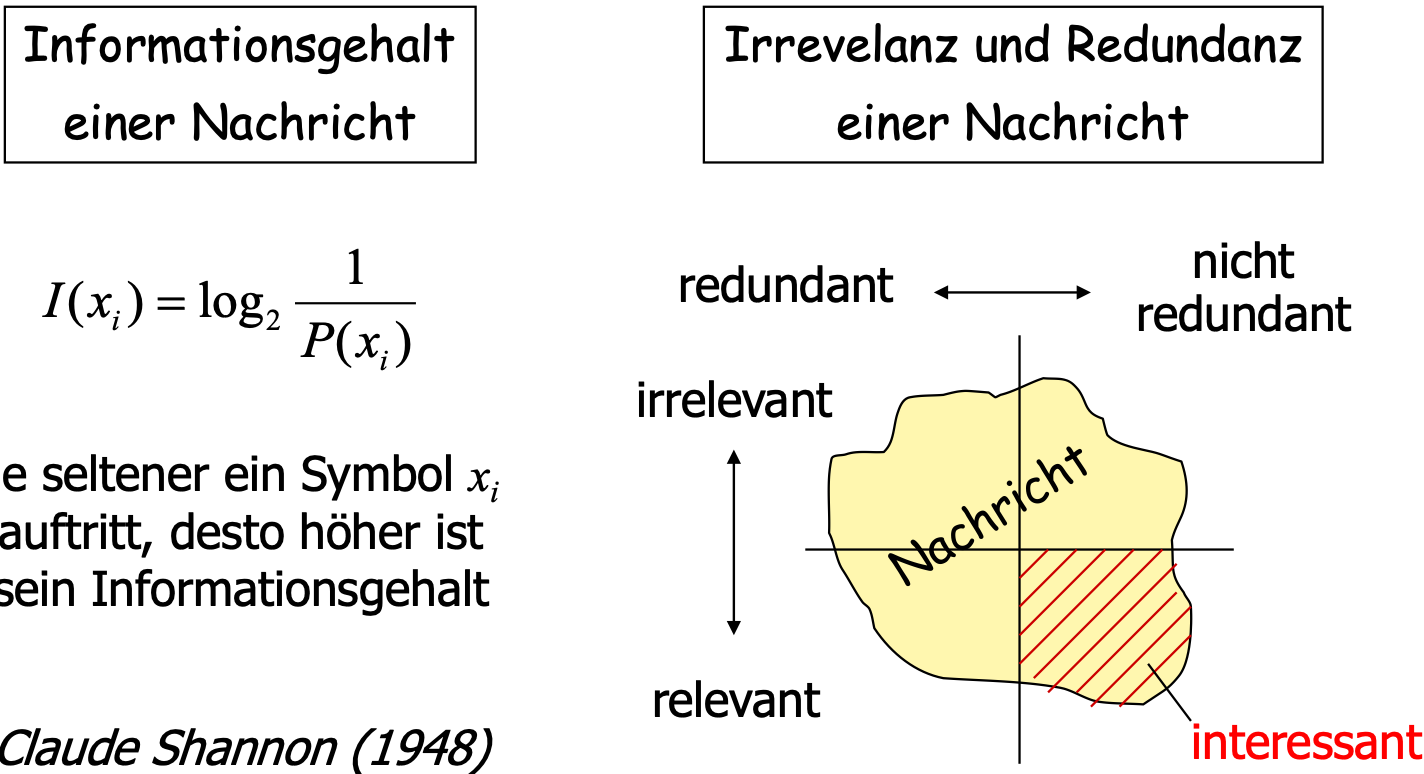 Informationsgehalt
einer Nachricht
I(x_i) = log_2 1/P(x_i)
e seltener ein Symbol x_i
auftritt, desto höher ist
sein Informationsgehalt
Claude Shannon (1948)
Irrevelanz und Redundanz
einer Nachricht
redundant
nicht
redundant
irrelevant
Nachricht
relevant
interessant